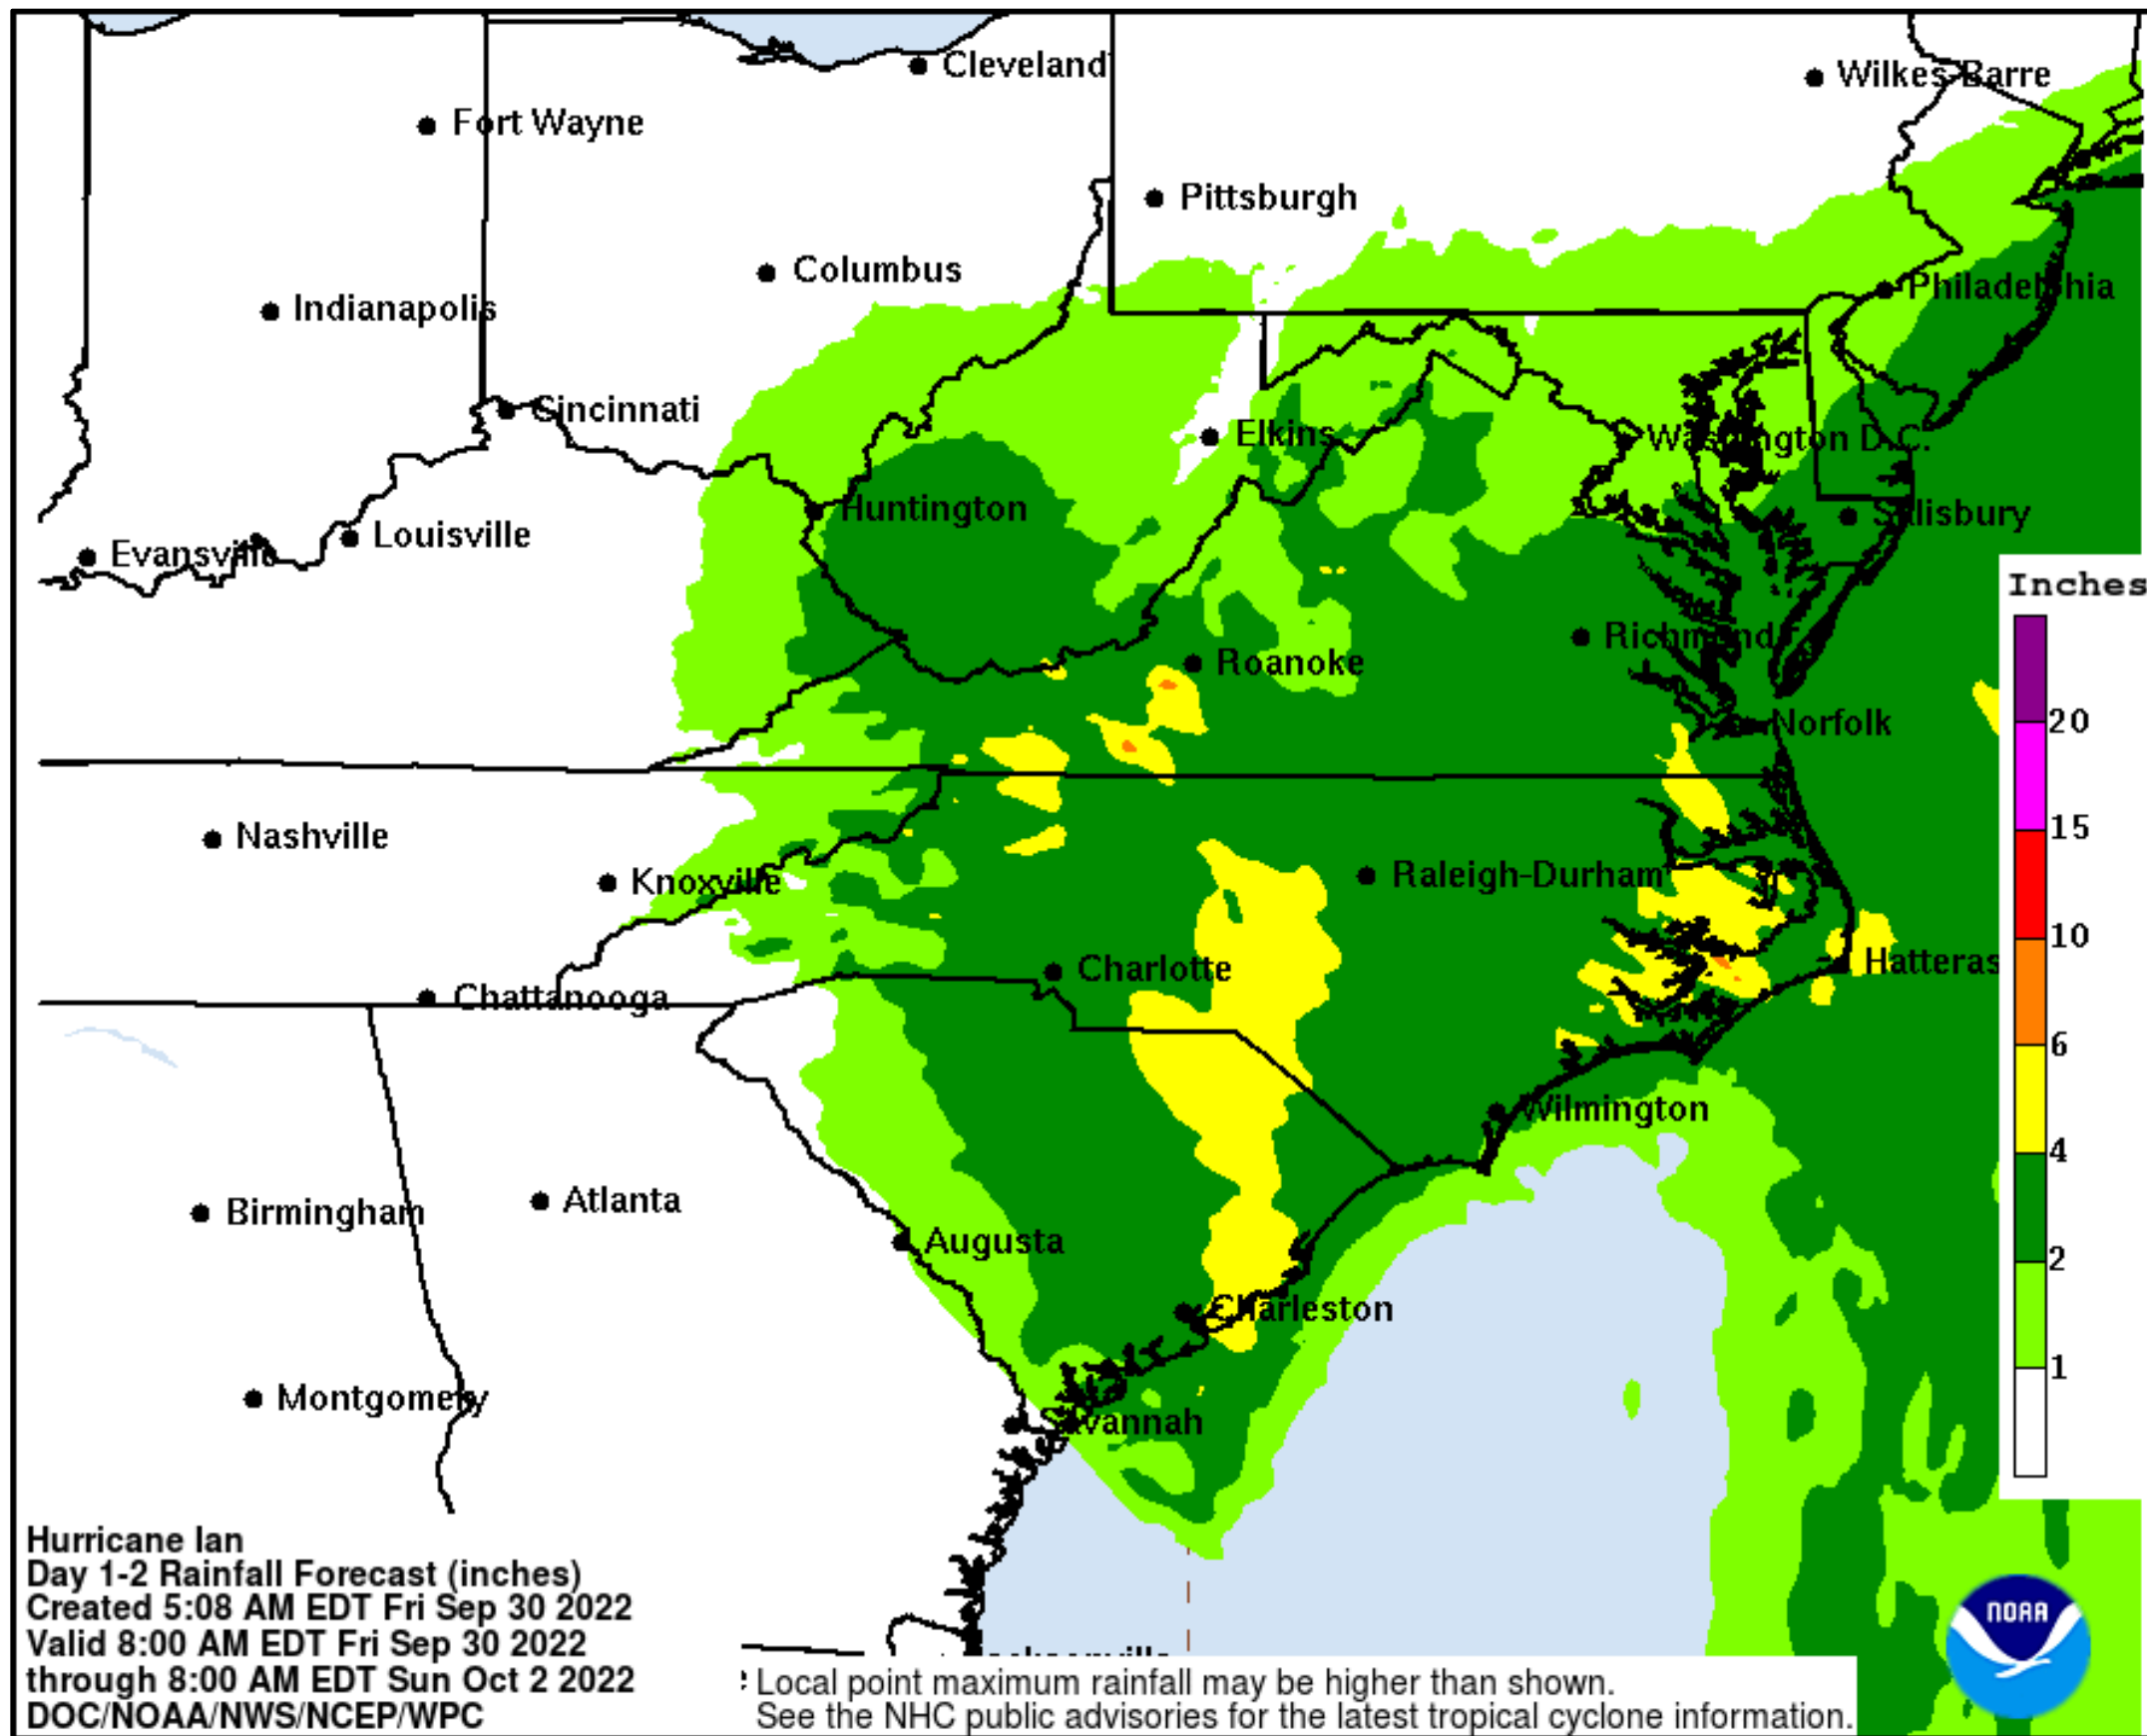 Cleveland
Wilkes-Barre
Fort Wayne
Pittsburgh
Columbus
Indianapolis
Philadelphia
Cincinnati
Elkins
Washington D.C.
Huntington
Salisbury
Louisville
Evansville
Inches
Richmond
Roanoke
Norfolk
20
15
Nashville
Raleigh-Durham
Knoxville
10
Hatteras
Charlotte
Chattanooga
6
Wilmington
4
Birmingham
Atlanta
Augusta
2
Charleston
1
Montgomery
Savannah
Hurricane Ian
Day 1-2 Rainfall Forecast (inches)
Created 5:08 AM EDT Fri Sep 30 2022
Valid 8:00 AM EDT Fri Sep 30 2022
through 8:00 AM EDT Sun Oct 2 2022
DOC/NOAA/NWS/NCEP/WPC
NOAA
Local point maximum rainfall may be higher than shown.
See the NHC public advisories for the latest tropical cyclone information.